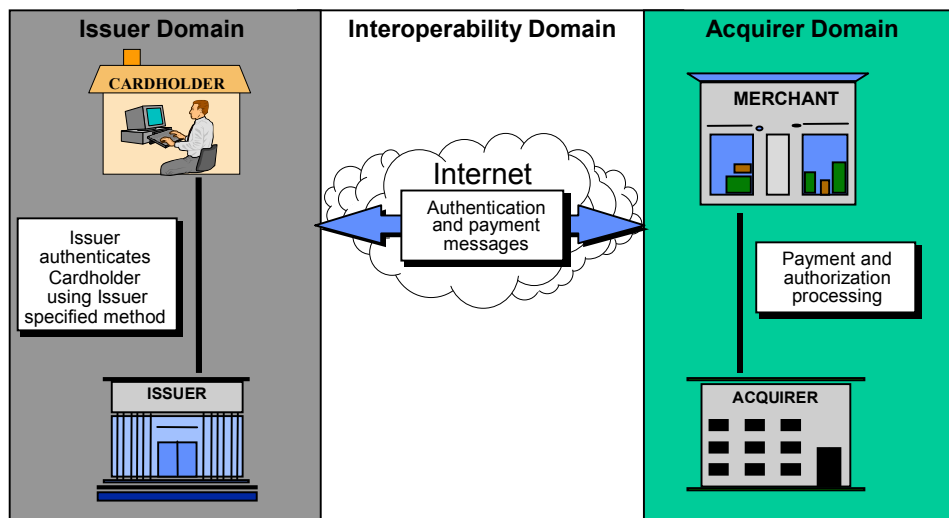 Issuer Domain
CARDHOLDER
Issuer
authenticates
Cardholder
using Issuer
specified method
ISSUER
Interoperability Domain
Internet
Authentication
and payment
messages
Acquirer Domain
MERCHANT
Payment and
authorization
processing
ACQUIRER